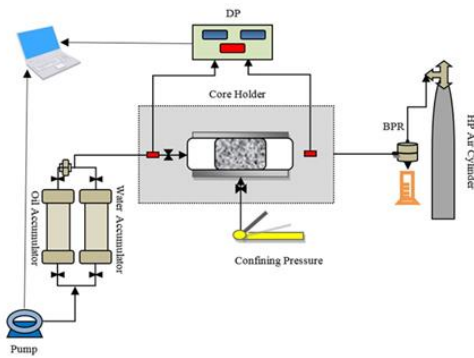 DP
Core Holder
BPR
HP Air Cylinder
Oil Accumulator
Water Accumulator
Confining Pressure
Pump